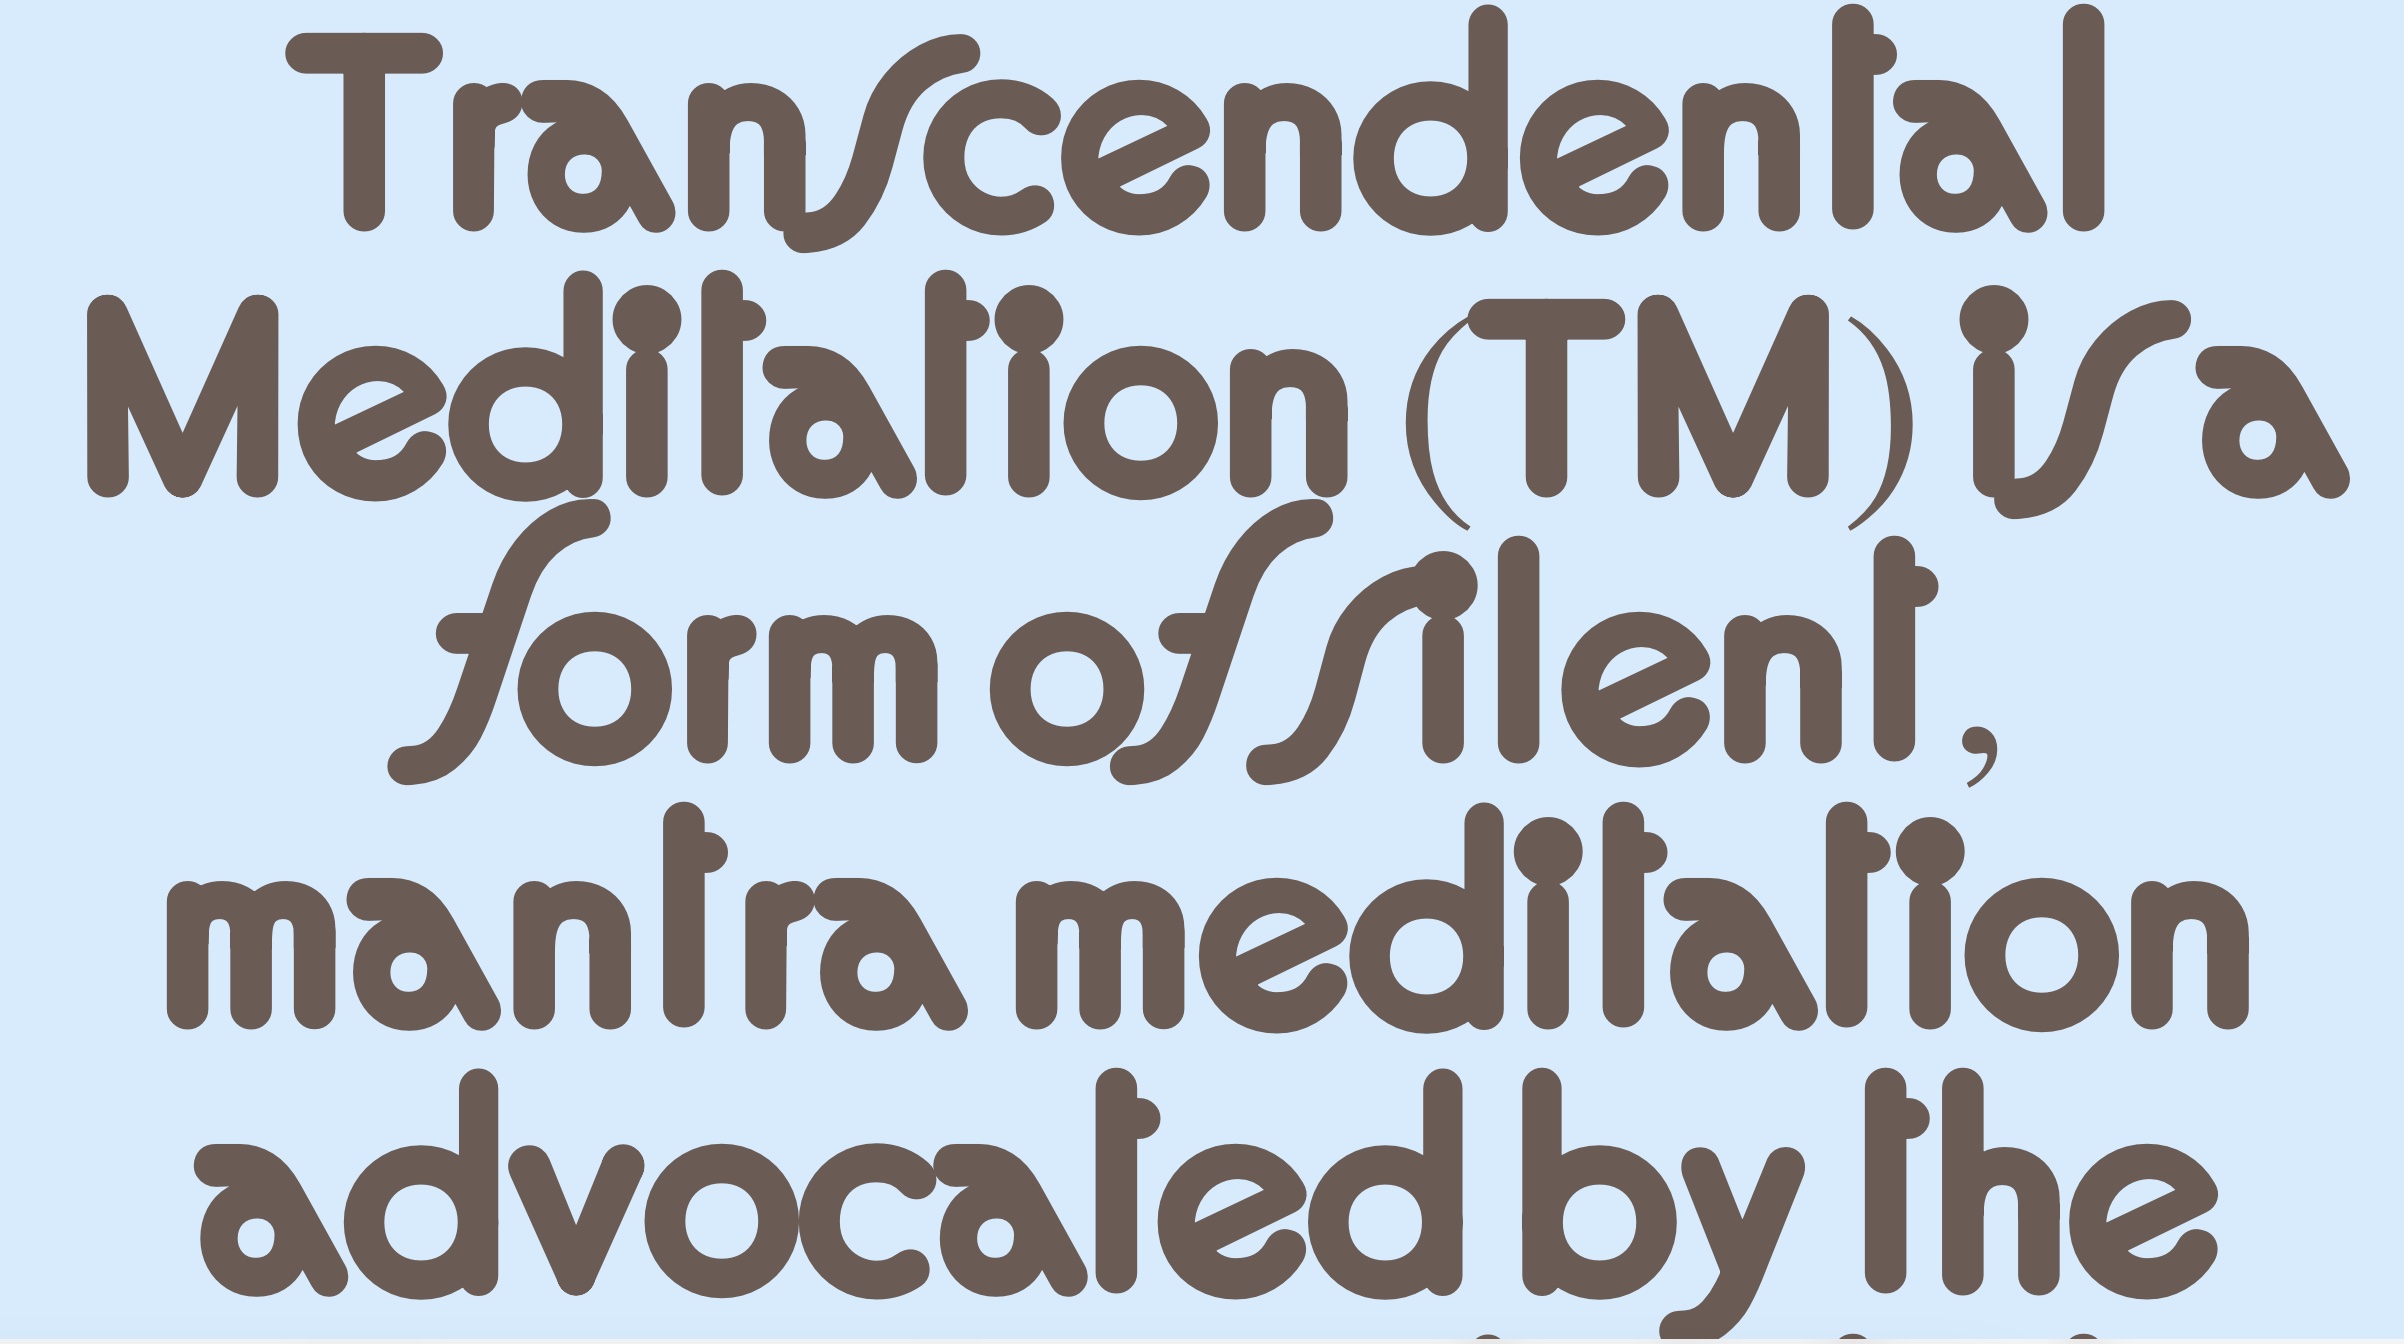 Transcendental
Meditation (TM) is a
form of silent,
mantra meditation
advocated by the